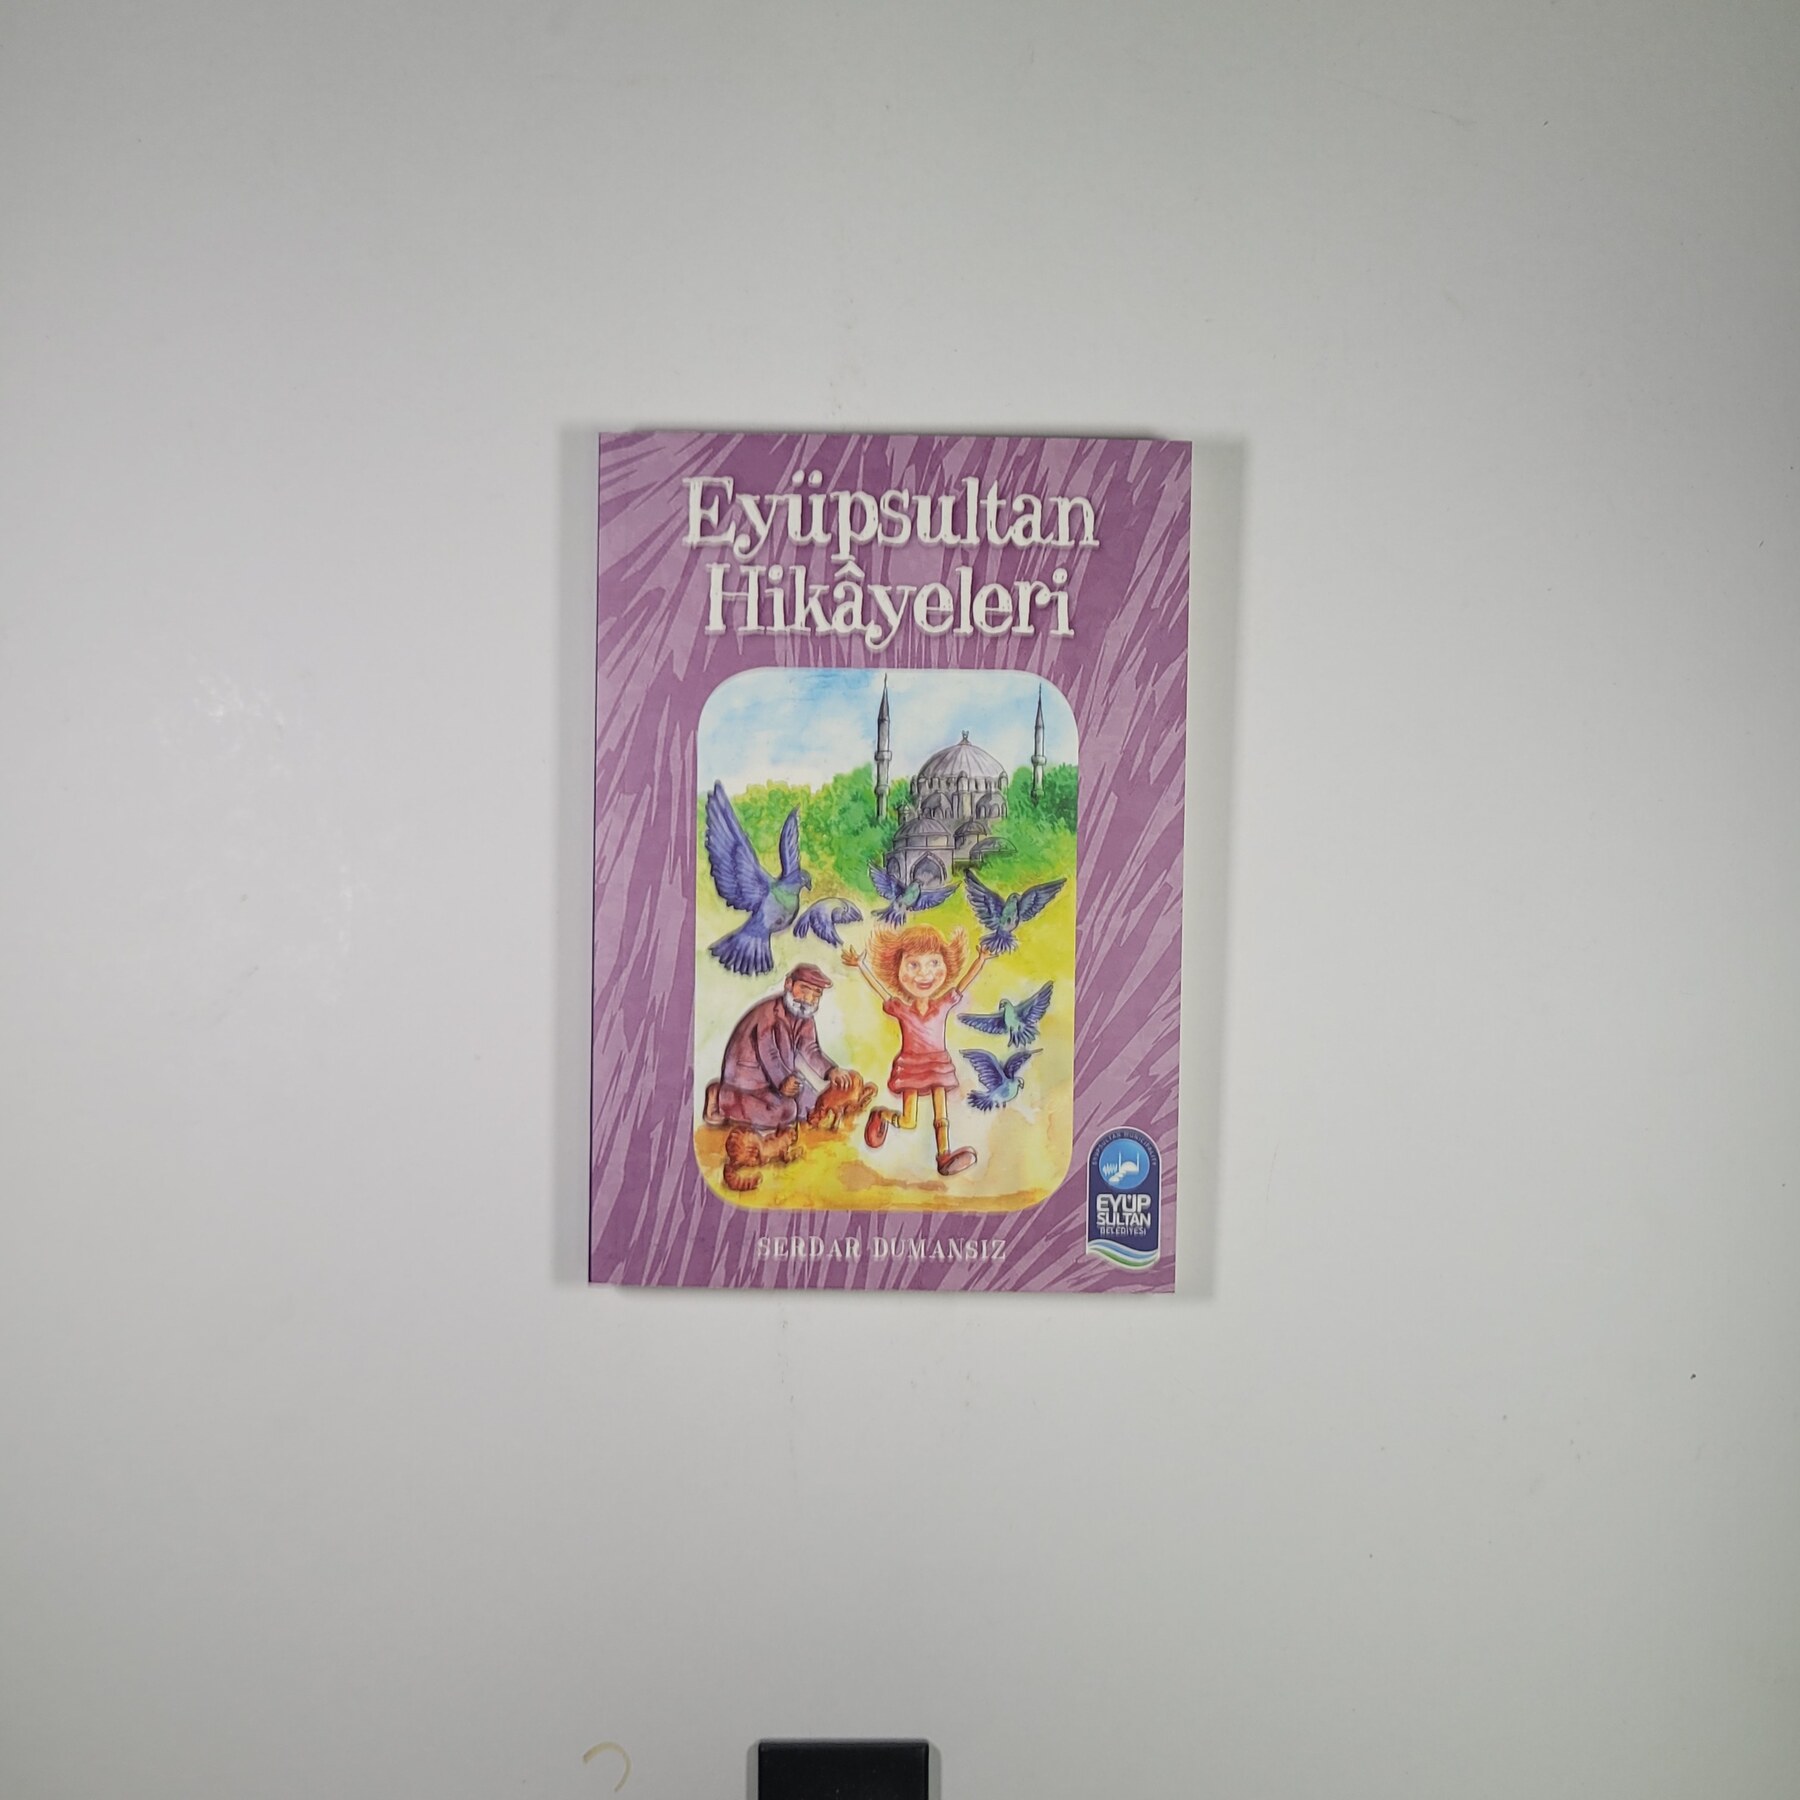 Eyüpsultan
Hikâyeleri
SERDAR DUMANSIZ
EYÜP
SULTAN
BELEDİYESİ